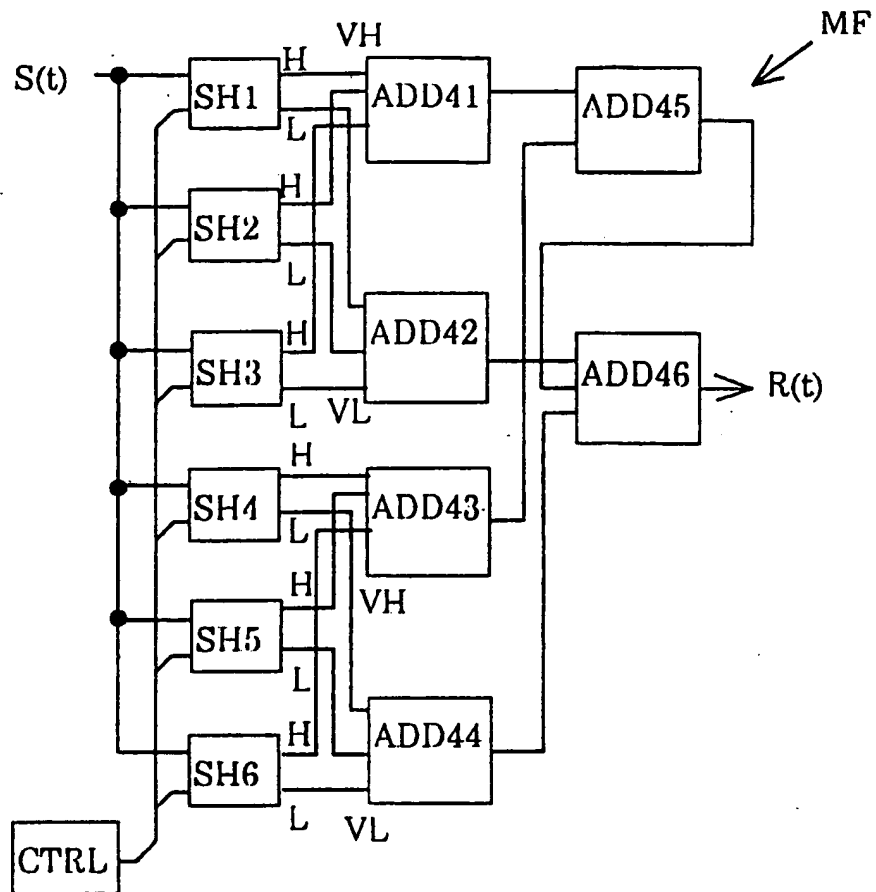 MF
VH
S(t)
H
SH1
L
ADD41
ADD45
H
SH2
L
H
SH3
L
VL
ADD42
ADD46
R(t)
H
SH4
L
ADD43
VH
H
SH5
L
H
SH6
L
ADD44
VL
CTRL